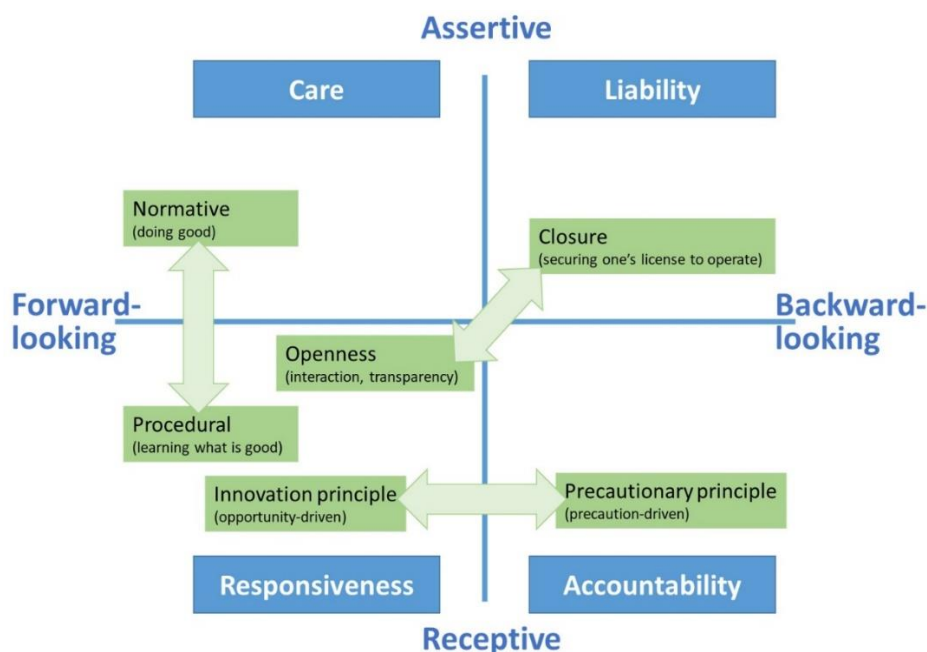 Assertive
Care
Liability
Normative
(doing good)
Closure
(securing one's license to operate)
Forward-
looking
Backward-
looking
Openness
(interaction, transparency)
Procedural
(learning what is good)
Innovation principle
(opportunity-driven)
Precautionary principle
(precaution-driven)
Responsiveness
Accountability
Receptive